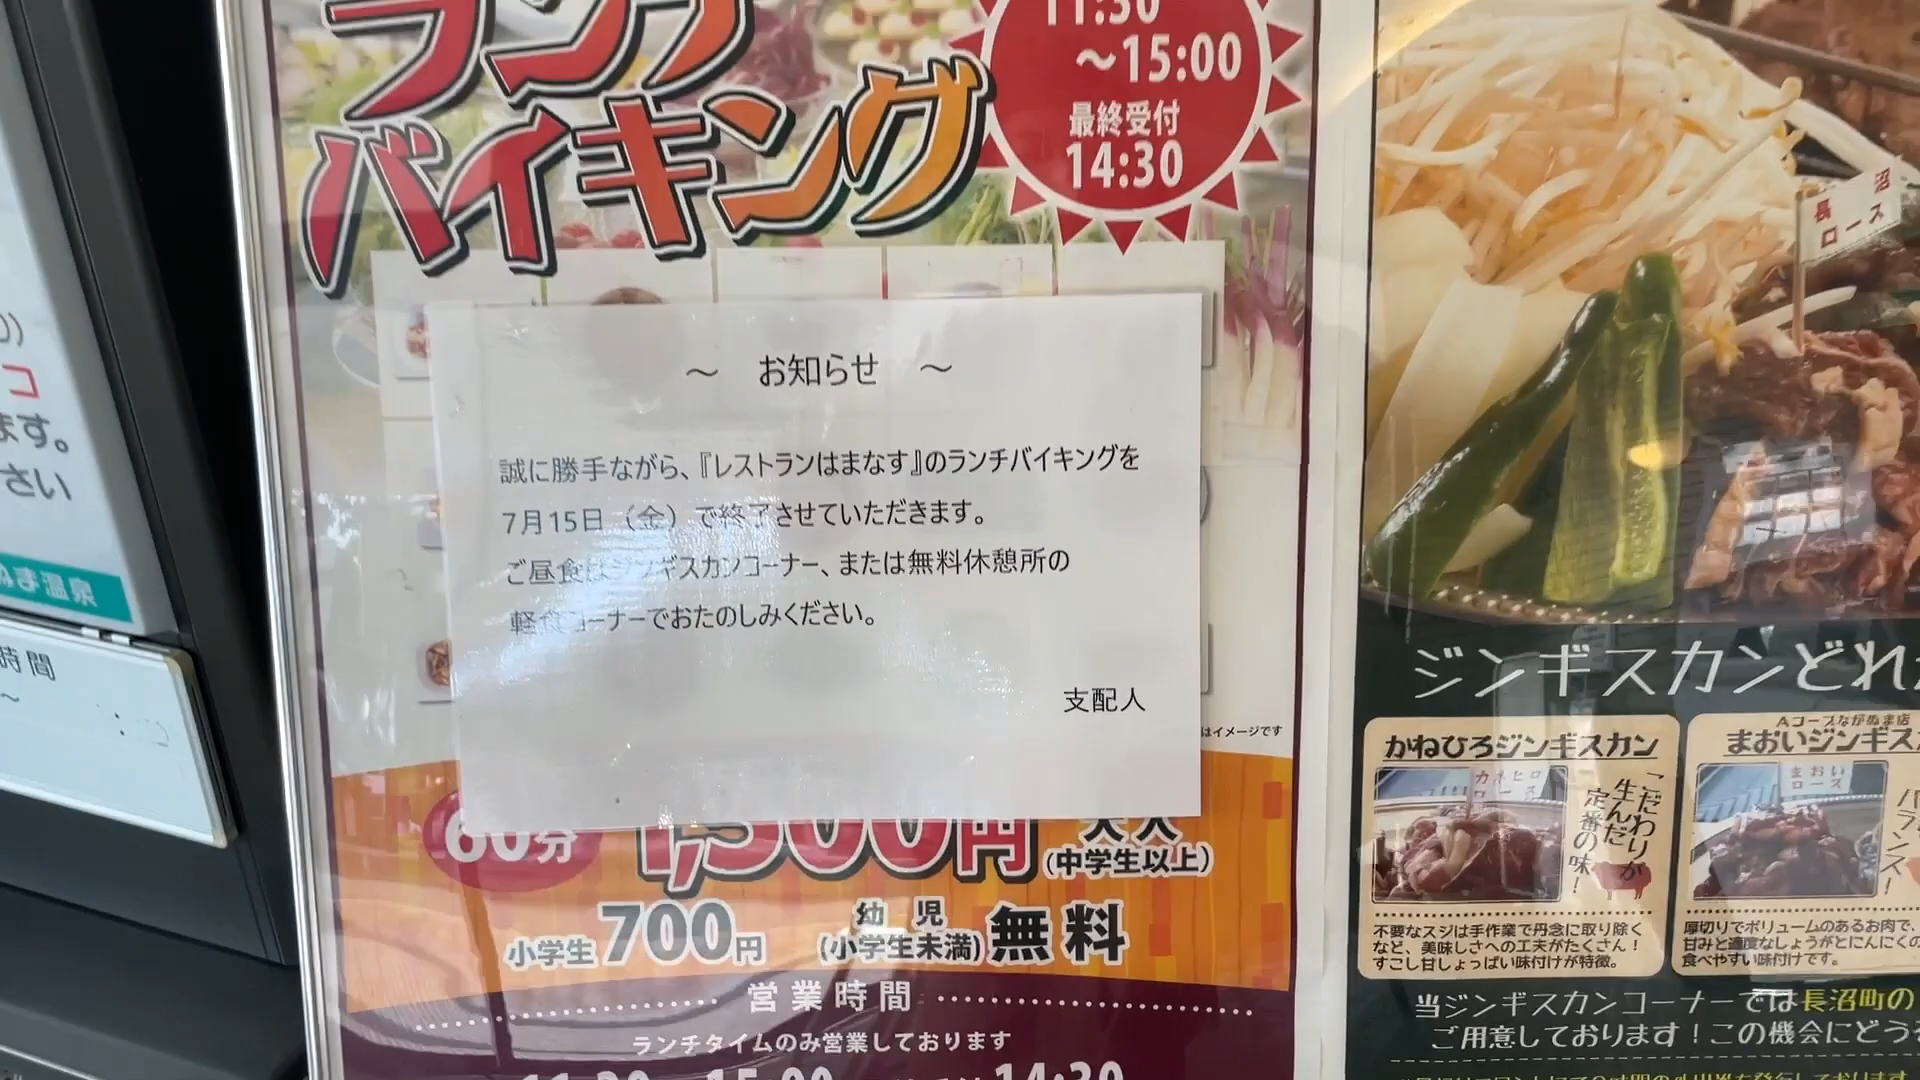 ランチ
バイキング
11:30
～15:00
最終受付
14:30
～ お知らせ ～
誠に勝手ながら、『レストランはまなす』のランチバイキングを
7月15日（金）で終了させていただきます。
ご昼食はジンギスカンコーナー、または無料休憩所の
軽食コーナーでおたのしみください。
支配人
はイメージです
60分 1,500円 大人
(中学生以上)
小学生 700円 幼児 (小学生未満) 無料
営業時間
ランチタイムのみ営業しております
14:30
コ
ます。
さい
ぬま温泉
時間
～
長沼
ロース
ジンギスカンどれ
かねひろジンギスカン
カネヒロ
ロース
「こだわりが
生んだ
定番の味！
不要なスジは手作業で丹念に取り除く
など、美味しさへの工夫がたくさん！
すこし甘しょっぱい味付けが特徴。
Aコープながぬま店
まおいジンギス
まおい
ロース
バランス！
厚切りでボリュームのあるお肉で、
甘みと適度なしょうがとにんにくの
食べやすい味付けです。
当ジンギスカンコーナーでは長沼町の
ご用意しております！この機会にどう